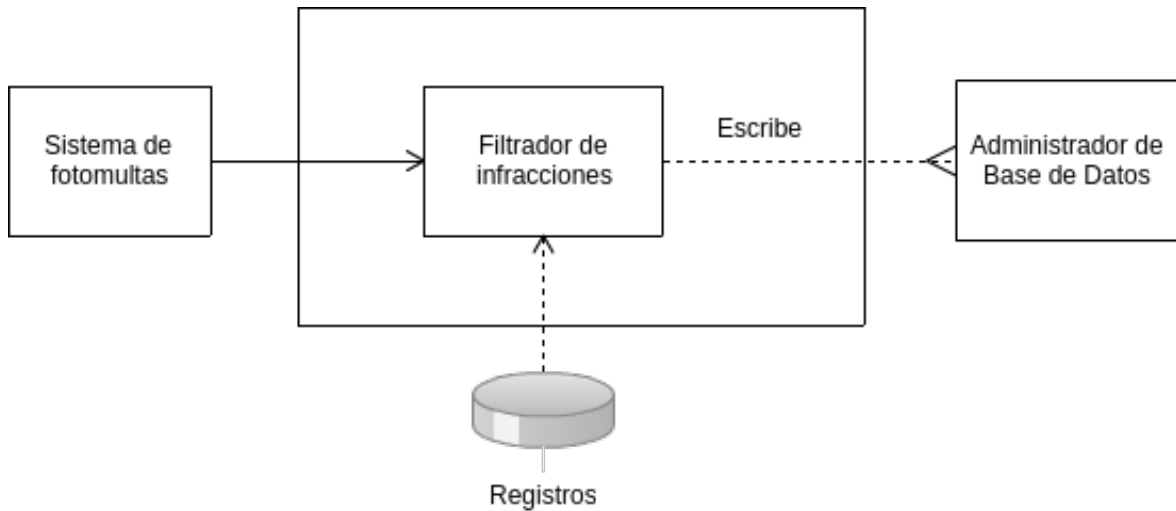 Sistema de
fotomultas
Filtrador de
infracciones
Escribe
Administrador de
Base de Datos
Registros